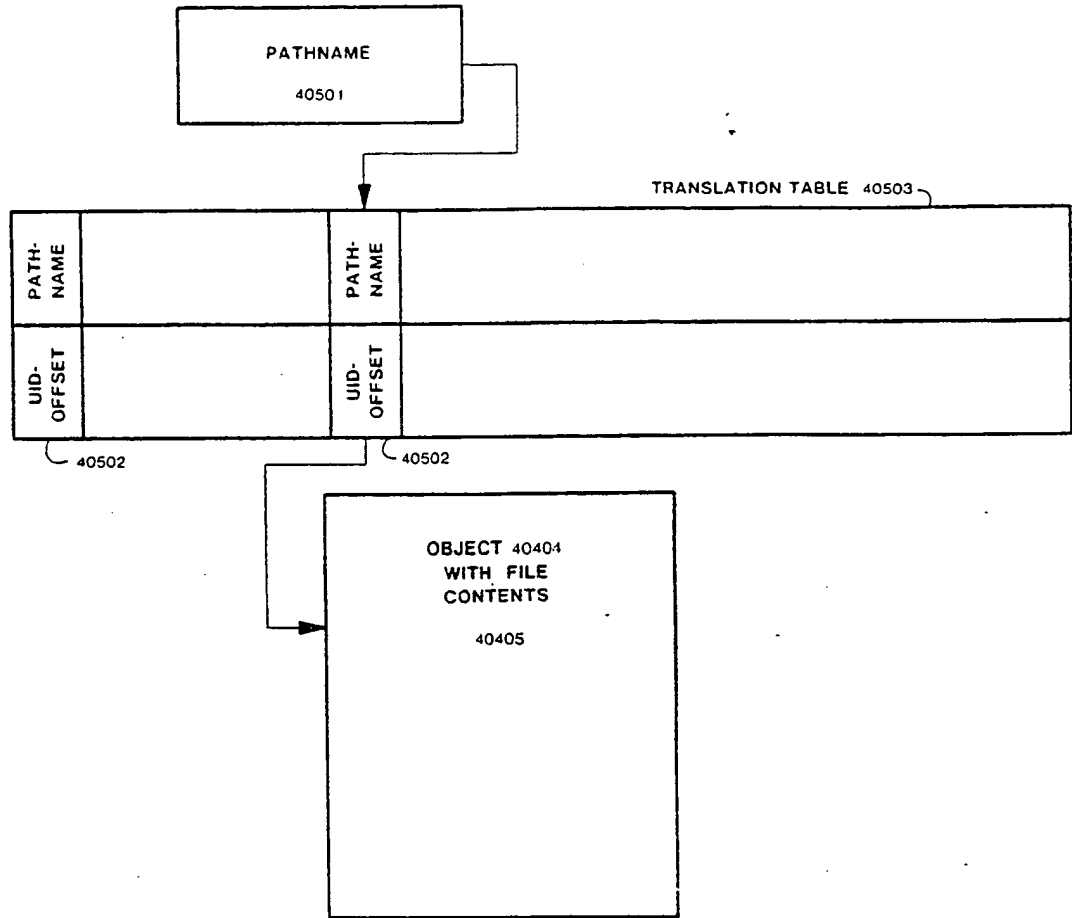 PATHNAME
40501
TRANSLATION TABLE 40503
PATH-
NAME
PATH-
NAME
UID-
OFFSET
UID-
OFFSET
40502
40502
OBJECT 40404
WITH FILE
CONTENTS
40405